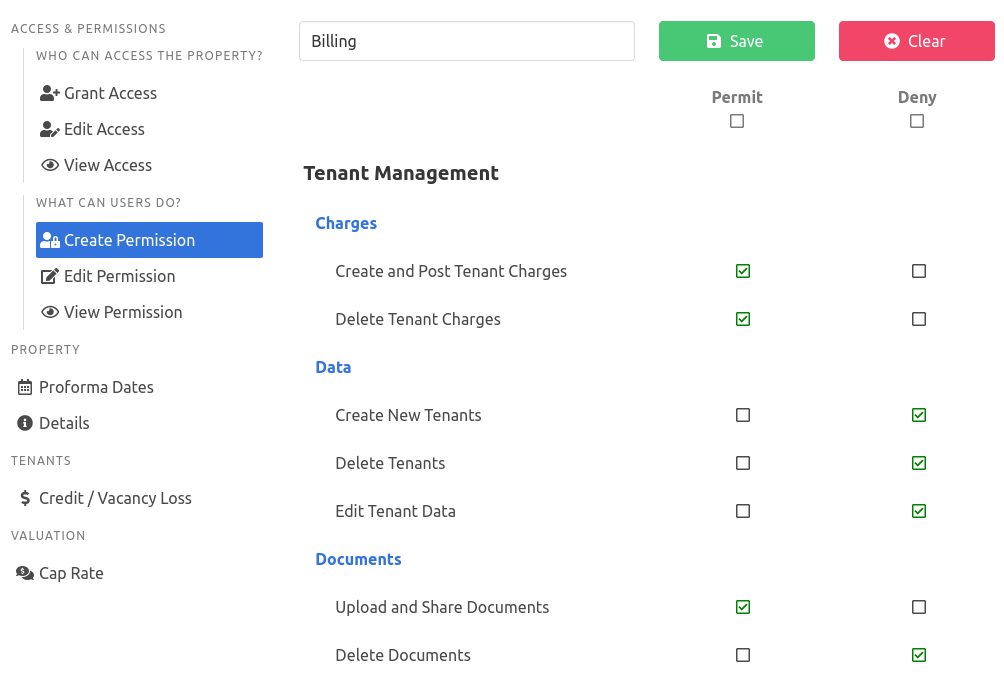 ACCESS & PERMISSIONS
WHO CAN ACCESS THE PROPERTY?
Grant Access
Edit Access
View Access
WHAT CAN USERS DO?
Create Permission
Edit Permission
View Permission
PROPERTY
Proforma Dates
Details
TENANTS
Credit / Vacancy Loss
VALUATION
Cap Rate
Billing
Save
Clear
Permit
Deny
Tenant Management
Charges
Create and Post Tenant Charges
Delete Tenant Charges
Data
Create New Tenants
Delete Tenants
Edit Tenant Data
Documents
Upload and Share Documents
Delete Documents